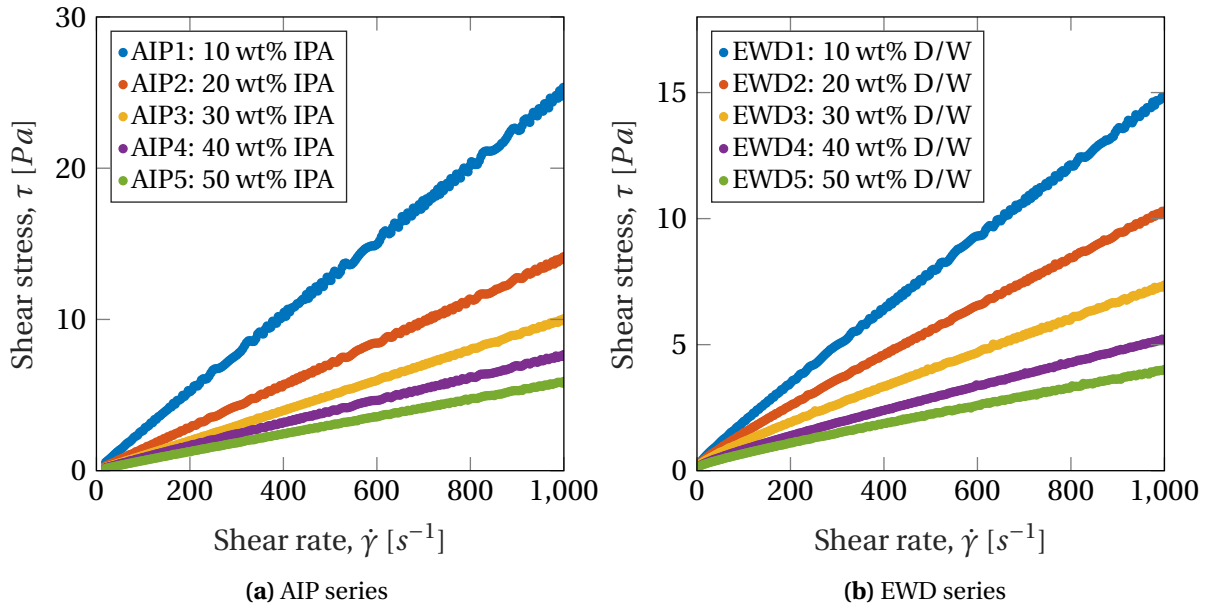 30
20
10
0
Shear stress, τ [Pa]
AIP1: 10 wt% IPA
AIP2: 20 wt% IPA
AIP3: 30 wt% IPA
AIP4: 40 wt% IPA
AIP5: 50 wt% IPA
0 200 400 600 800 1,000
Shear rate, γ̇ [s⁻¹]
(a) AIP series
15
10
5
0
Shear stress, τ [Pa]
EWD1: 10 wt% D/W
EWD2: 20 wt% D/W
EWD3: 30 wt% D/W
EWD4: 40 wt% D/W
EWD5: 50 wt% D/W
0 200 400 600 800 1,000
Shear rate, γ̇ [s⁻¹]
(b) EWD series